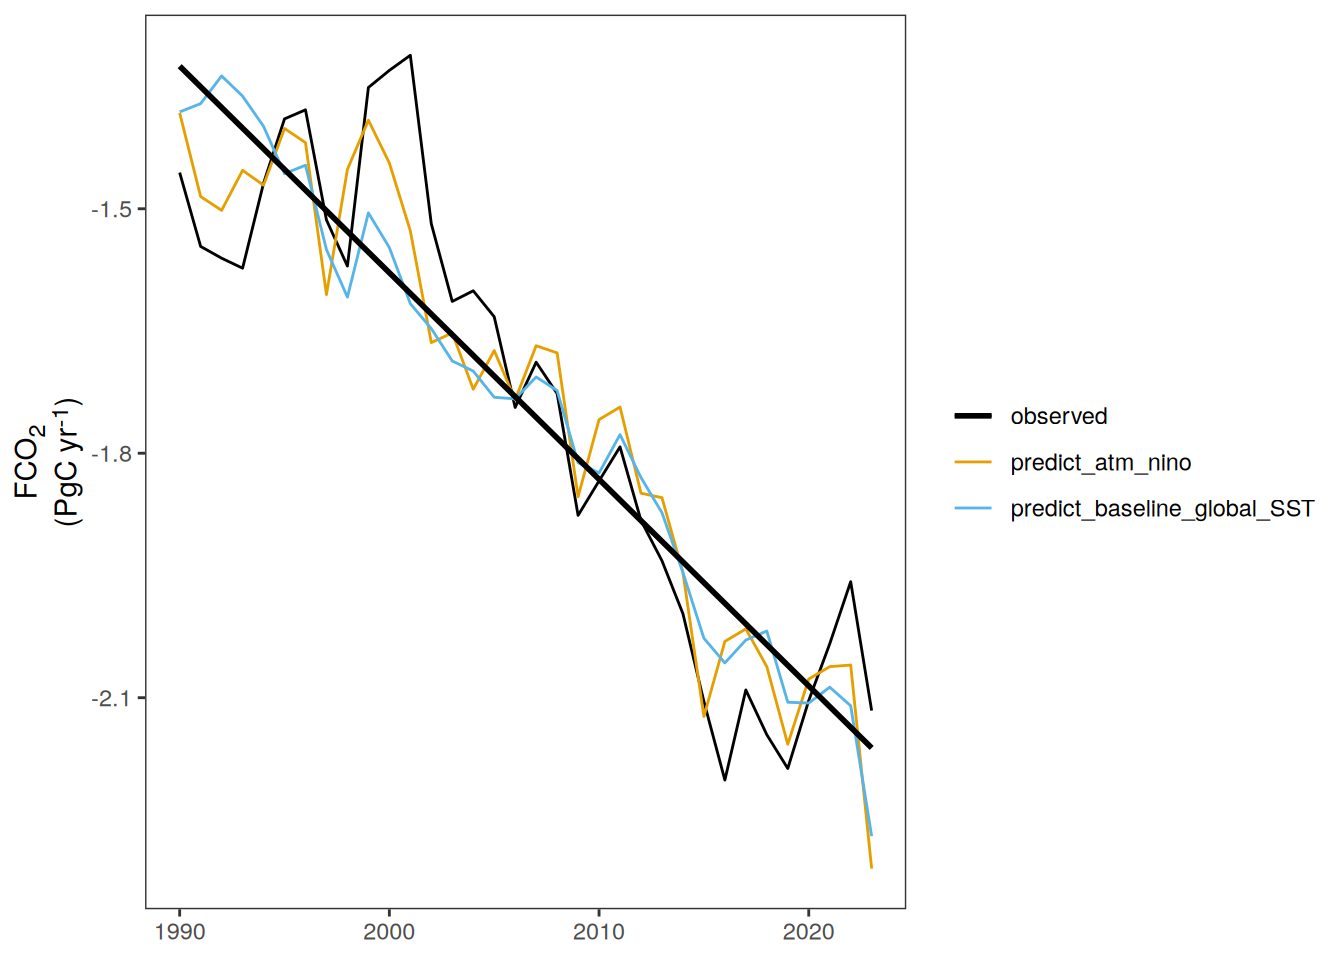 FCO₂
(PgC yr⁻¹)
-1.5
-1.8
-2.1
1990
2000
2010
2020
observed
predict_atm_nino
predict_baseline_global_SST